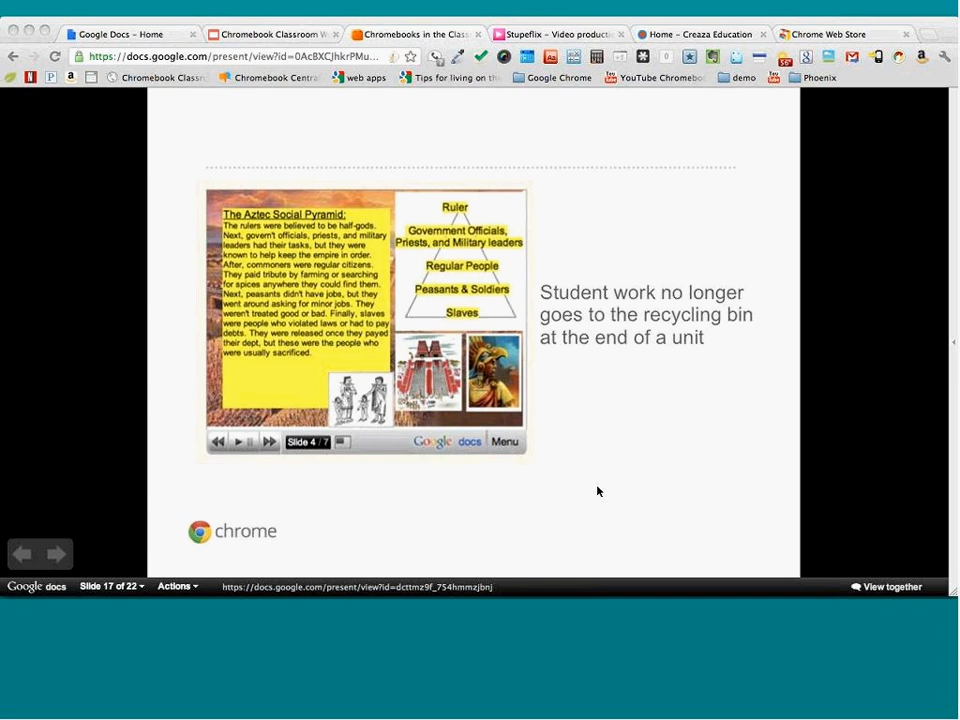 Google Docs - Home
Chromebook Classroom W
Chromebooks in the Clas
Stupeflix - Video producti
Home - Creaza Education
Chrome Web Store
https://docs.google.com/present/view?id=0AcBXCJhkrPMu...
Chromebook Classr
Chromebook Central
web apps
Tips for living on th
Google Chrome
YouTube Chromebo
demo
Phoenix
The Aztec Social Pyramid:
The rulers were believed to be half-gods.
Next, govern't officials, priests, and military
leaders had their tasks, but they were
known to help keep the empire in order.
After, commoners were regular citizens.
They paid tribute by farming or searching
for spices anywhere they could find them.
Next, peasants didn't have jobs, but they
went around asking for minor jobs. They
weren't treated good or bad. Finally, slaves
were people who violated laws or had to pay
debts. They were released once they payed
their dept, but these were the people who
were usually sacrificed.
Ruler
Government Officials,
Priests, and Military leaders
Regular People
Peasants & Soldiers
Slaves
Slide 4 / 7
Google docs
Menu
Student work no longer
goes to the recycling bin
at the end of a unit
chrome
Google docs
Slide 17 of 22
Actions
https://docs.google.com/present/view?id=dcttmz9f_754hmmzjbnj
View together